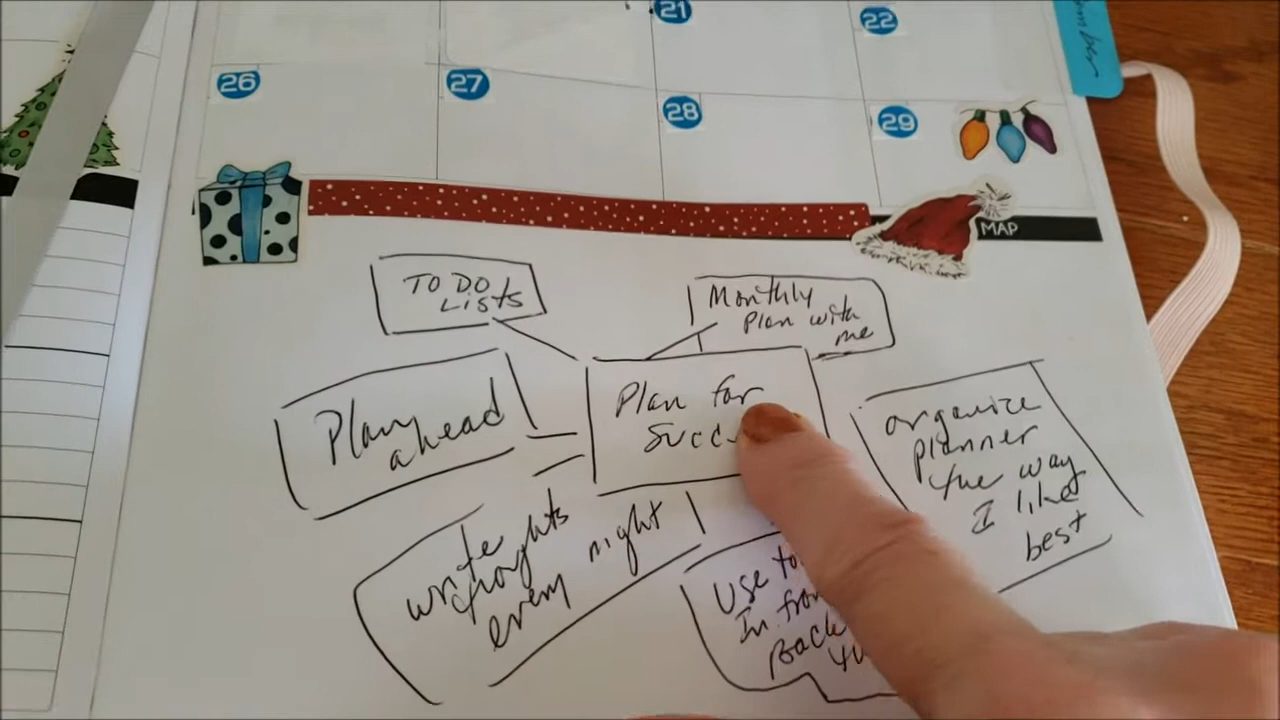 21
22
26
27
28
29
MAP
TO DO
Lists
Monthly
Plan with
me
Plan
ahead
Plan for
organize
planner
the way
I like
best
write
thoughts
every night
Use
In